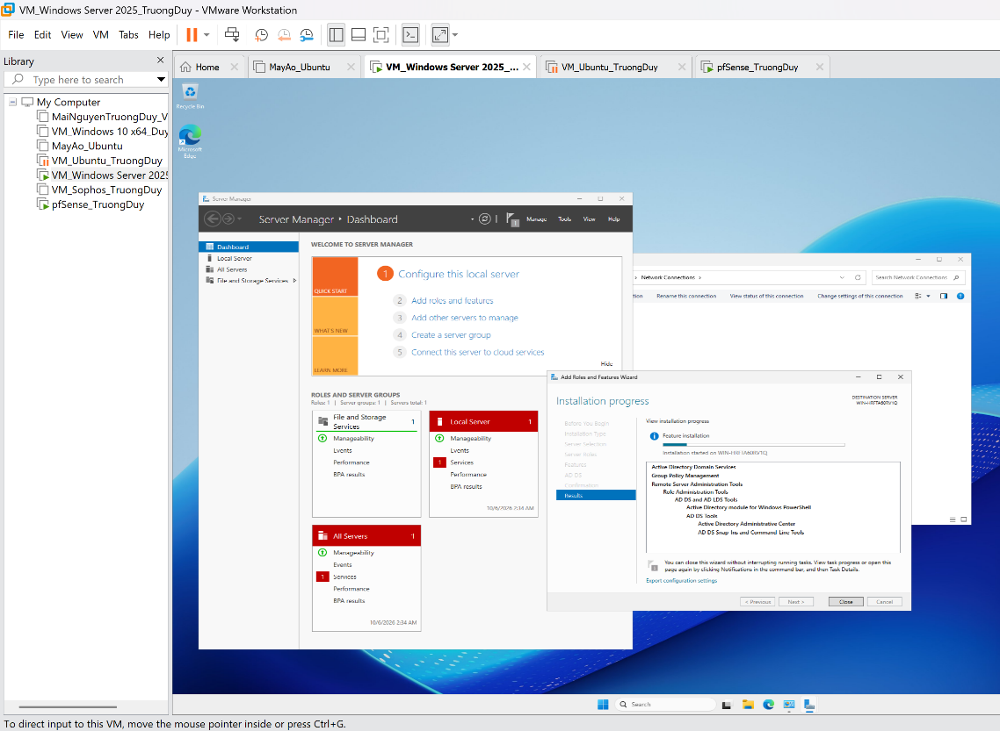 VM_Windows Server 2025_TruongDuy - VMware Workstation
File Edit View VM Tabs Help
Library
Type here to search
My Computer
MaiNguyenTruongDuy_V
VM_Windows 10 x64_Duy
MayAo_Ubuntu
VM_Ubuntu_TruongDuy
VM_Windows Server 2025
VM_Sophos_TruongDuy
pfSense_TruongDuy
Home MayAo_Ubuntu VM_Windows Server 2025_... VM_Ubuntu_TruongDuy pfSense_TruongDuy
Recycle Bin
Microsoft
Edge
Server Manager
Server Manager • Dashboard
1 Manage Tools View Help
Dashboard
Local Server
All Servers
File and Storage Services
WELCOME TO SERVER MANAGER
QUICK START
WHAT'S NEW
LEARN MORE
1 Configure this local server
2 Add roles and features
3 Add other servers to manage
4 Create a server group
5 Connect this server to cloud services
Hide
ROLES AND SERVER GROUPS
Roles: 1 | Server groups: 1 | Servers total: 1
File and Storage
Services
1
Manageability
Events
Performance
BPA results
Local Server 1
Manageability
Events
1 Services
Performance
BPA results
10/6/2026 2:34 AM
All Servers 1
Manageability
Events
1 Services
Performance
BPA results
10/6/2026 2:34 AM
› Network Connections ›
Search Network Connections
tion Rename this connection View status of this connection Change settings of this connection
Add Roles and Features Wizard
Installation progress
DESTINATION SERVER
WIN-HRFTA60RV1Q
Before You Begin
Installation Type
Server Selection
Server Roles
Features
AD DS
Confirmation
Results
View installation progress
Feature installation
Installation started on WIN-HRFTA60RV1Q
Active Directory Domain Services
Group Policy Management
Remote Server Administration Tools
Role Administration Tools
AD DS and AD LDS Tools
Active Directory module for Windows PowerShell
AD DS Tools
Active Directory Administrative Center
AD DS Snap-Ins and Command-Line Tools
You can close this wizard without interrupting running tasks. View task progress or open this
page again by clicking Notifications in the command bar, and then Task Details.
Export configuration settings
< Previous Next > Close Cancel
Search
To direct input to this VM, move the mouse pointer inside or press Ctrl+G.